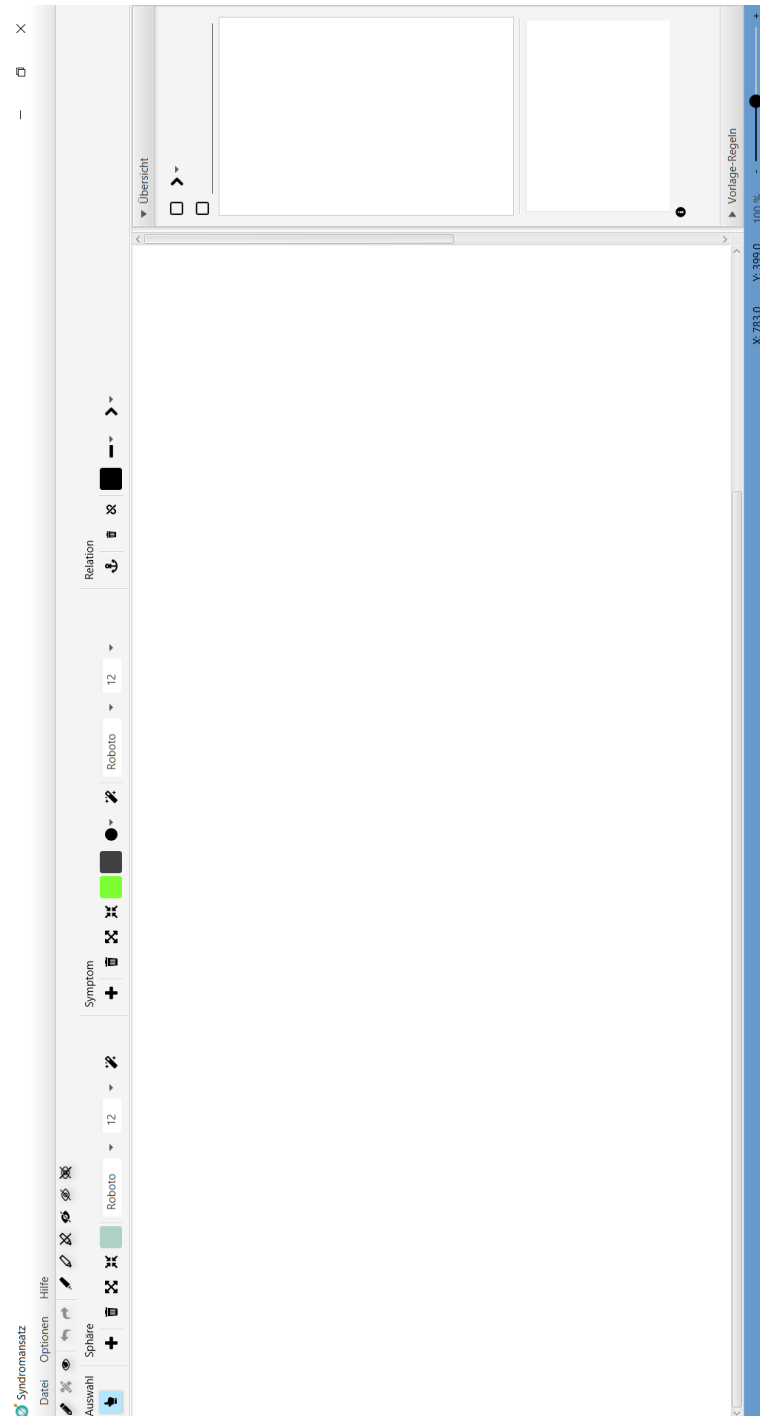 Syndromansatz
Datei Optionen Hilfe
Auswahl Sphäre Symptom Relation
Roboto 12 Roboto 12
Übersicht
Vorlage-Regeln
X: 783.0 Y: 399.0 100 % - +